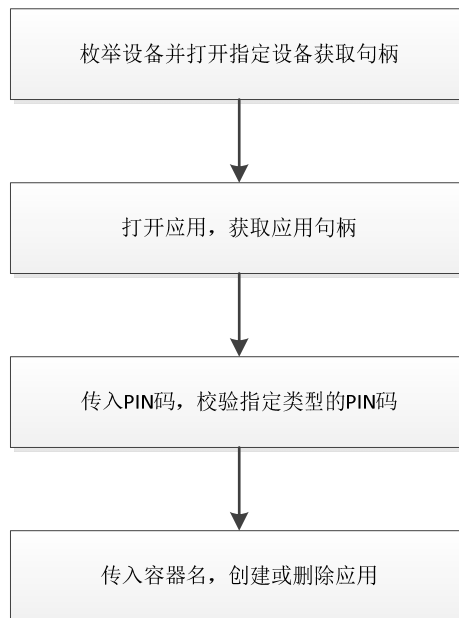 枚举设备并打开指定设备获取句柄
打开应用，获取应用句柄
传入PIN码，校验指定类型的PIN码
传入容器名，创建或删除应用